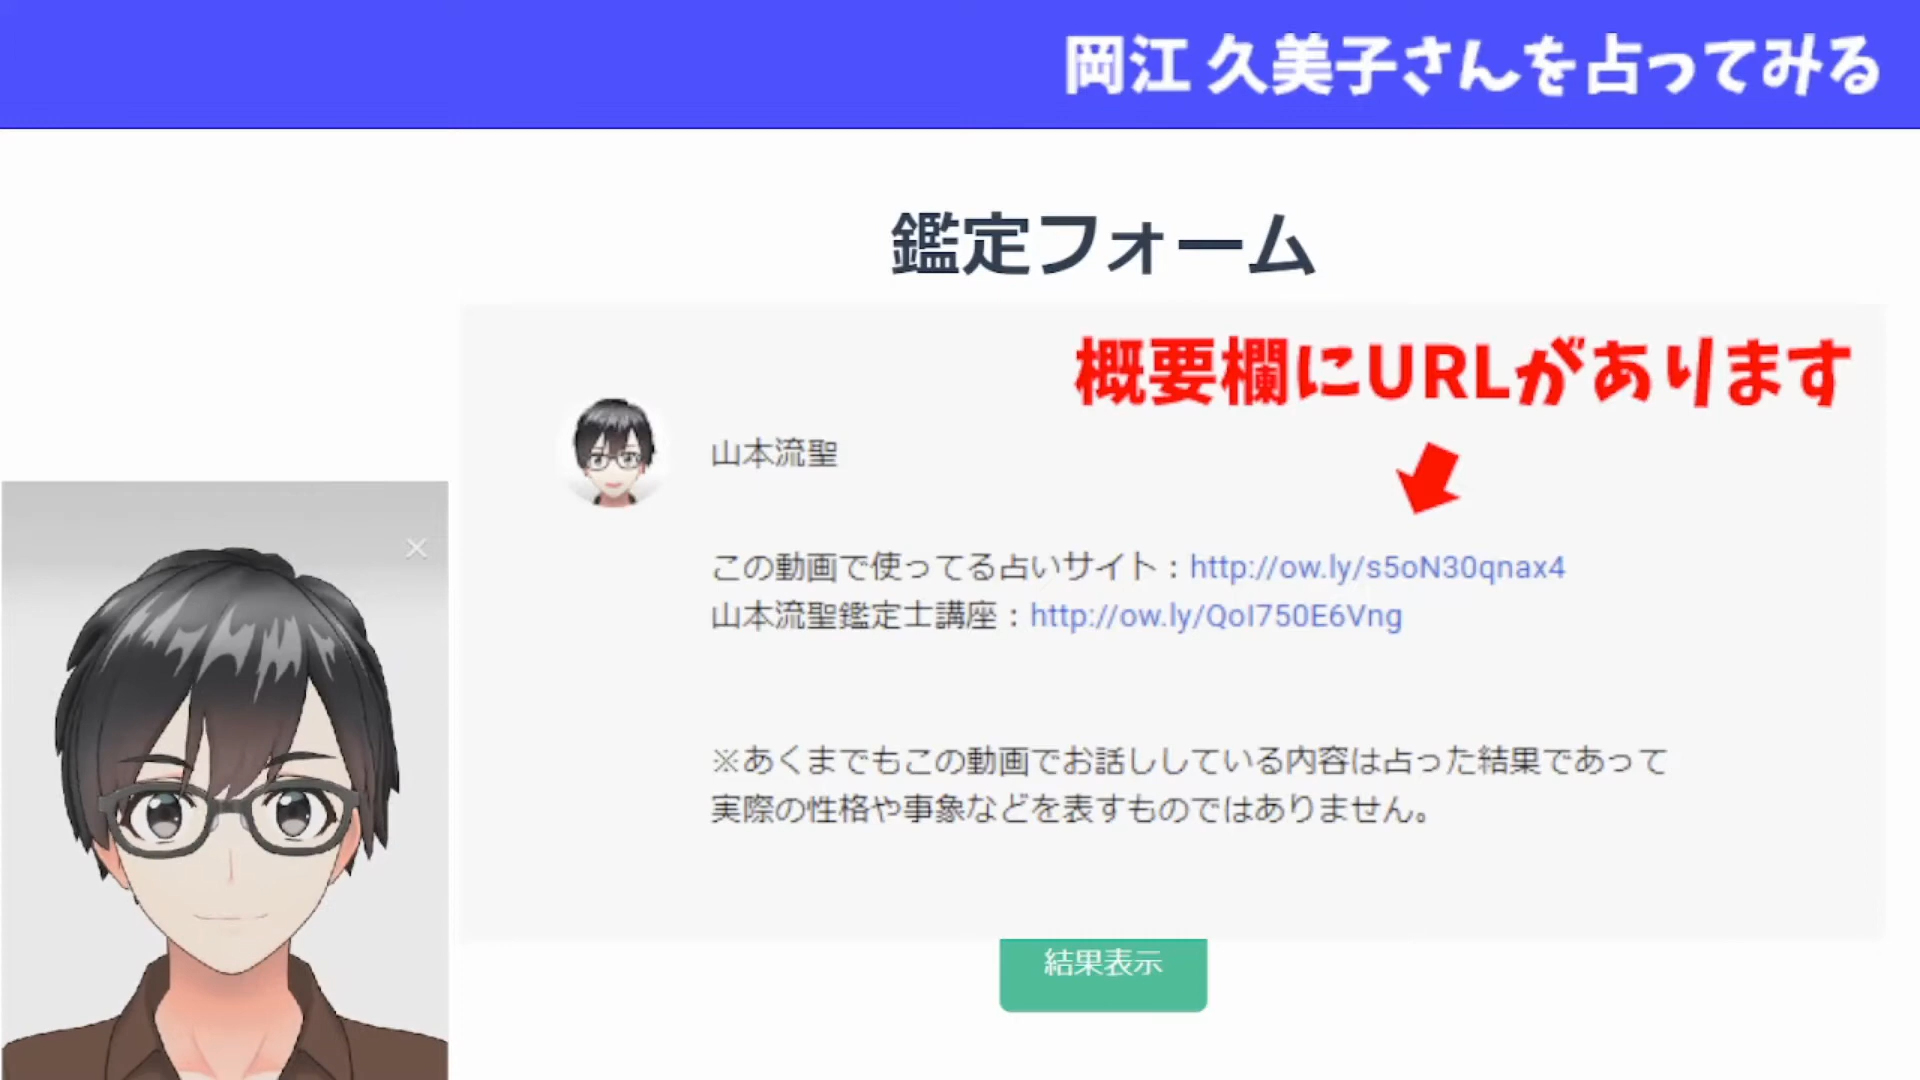 岡江 久美子さんを占ってみる
鑑定フォーム
概要欄にURLがあります
山本流聖
この動画で使ってる占いサイト：http://ow.ly/s5oN30qnax4
山本流聖鑑定士講座：http://ow.ly/QoI750E6Vng
※あくまでもこの動画でお話ししている内容は占った結果であって
実際の性格や事象などを表すものではありません。
結果表示